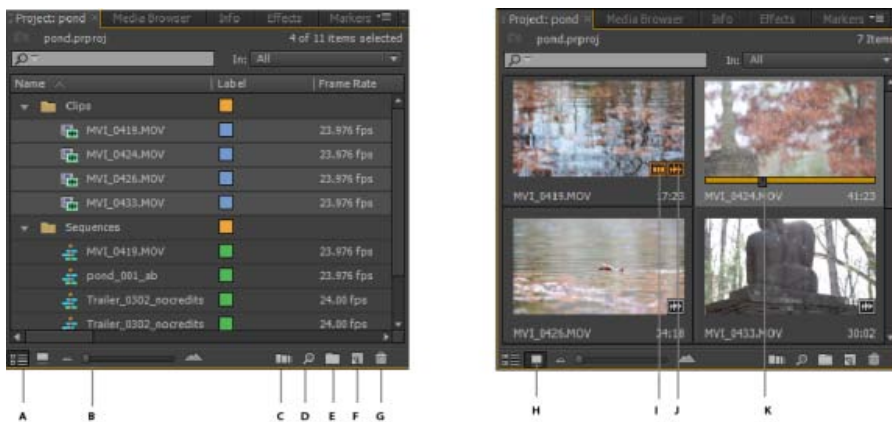 Project: pond × Media Browser Info Effects Markers
pond.prproj 4 of 11 items selected
In: All
Name Label Frame Rate
Clips
MVI_0419.MOV 23.976 fps
MVI_0424.MOV 23.976 fps
MVI_0426.MOV 23.976 fps
MVI_0433.MOV 23.976 fps
Sequences
MVI_0419.MOV 23.976 fps
pond_001_ab 23.976 fps
Trailer_0302_nocredits 24.00 fps
Trailer_0302_nocredits 24.00 fps
A B C D E F G
Project: pond × Media Browser Info Effects Markers
pond.prproj 7 Items
In: All
MVI_0419.MOV 17:23
MVI_0424.MOV 41:23
MVI_0426.MOV 34:18
MVI_0433.MOV 30:02
H I J K